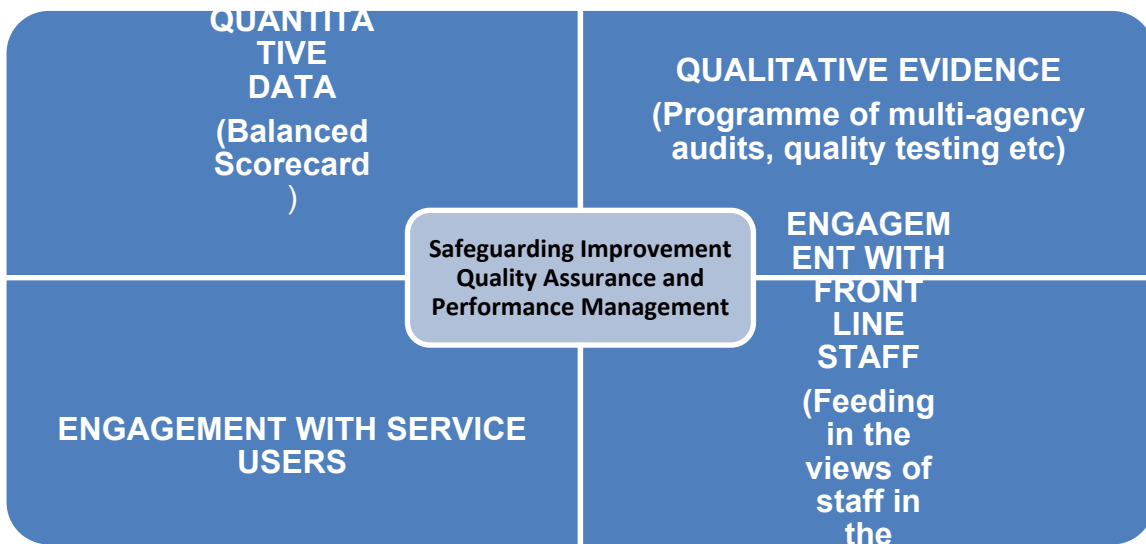 QUANTITA
TIVE
DATA
(Balanced
Scorecard
)
QUALITATIVE EVIDENCE
(Programme of multi-agency
audits, quality testing etc)
Safeguarding Improvement
Quality Assurance and
Performance Management
ENGAGEMENT WITH SERVICE
USERS
ENGAGEM
ENT WITH
FRONT
LINE
STAFF
(Feeding
in the
views of
staff in
the